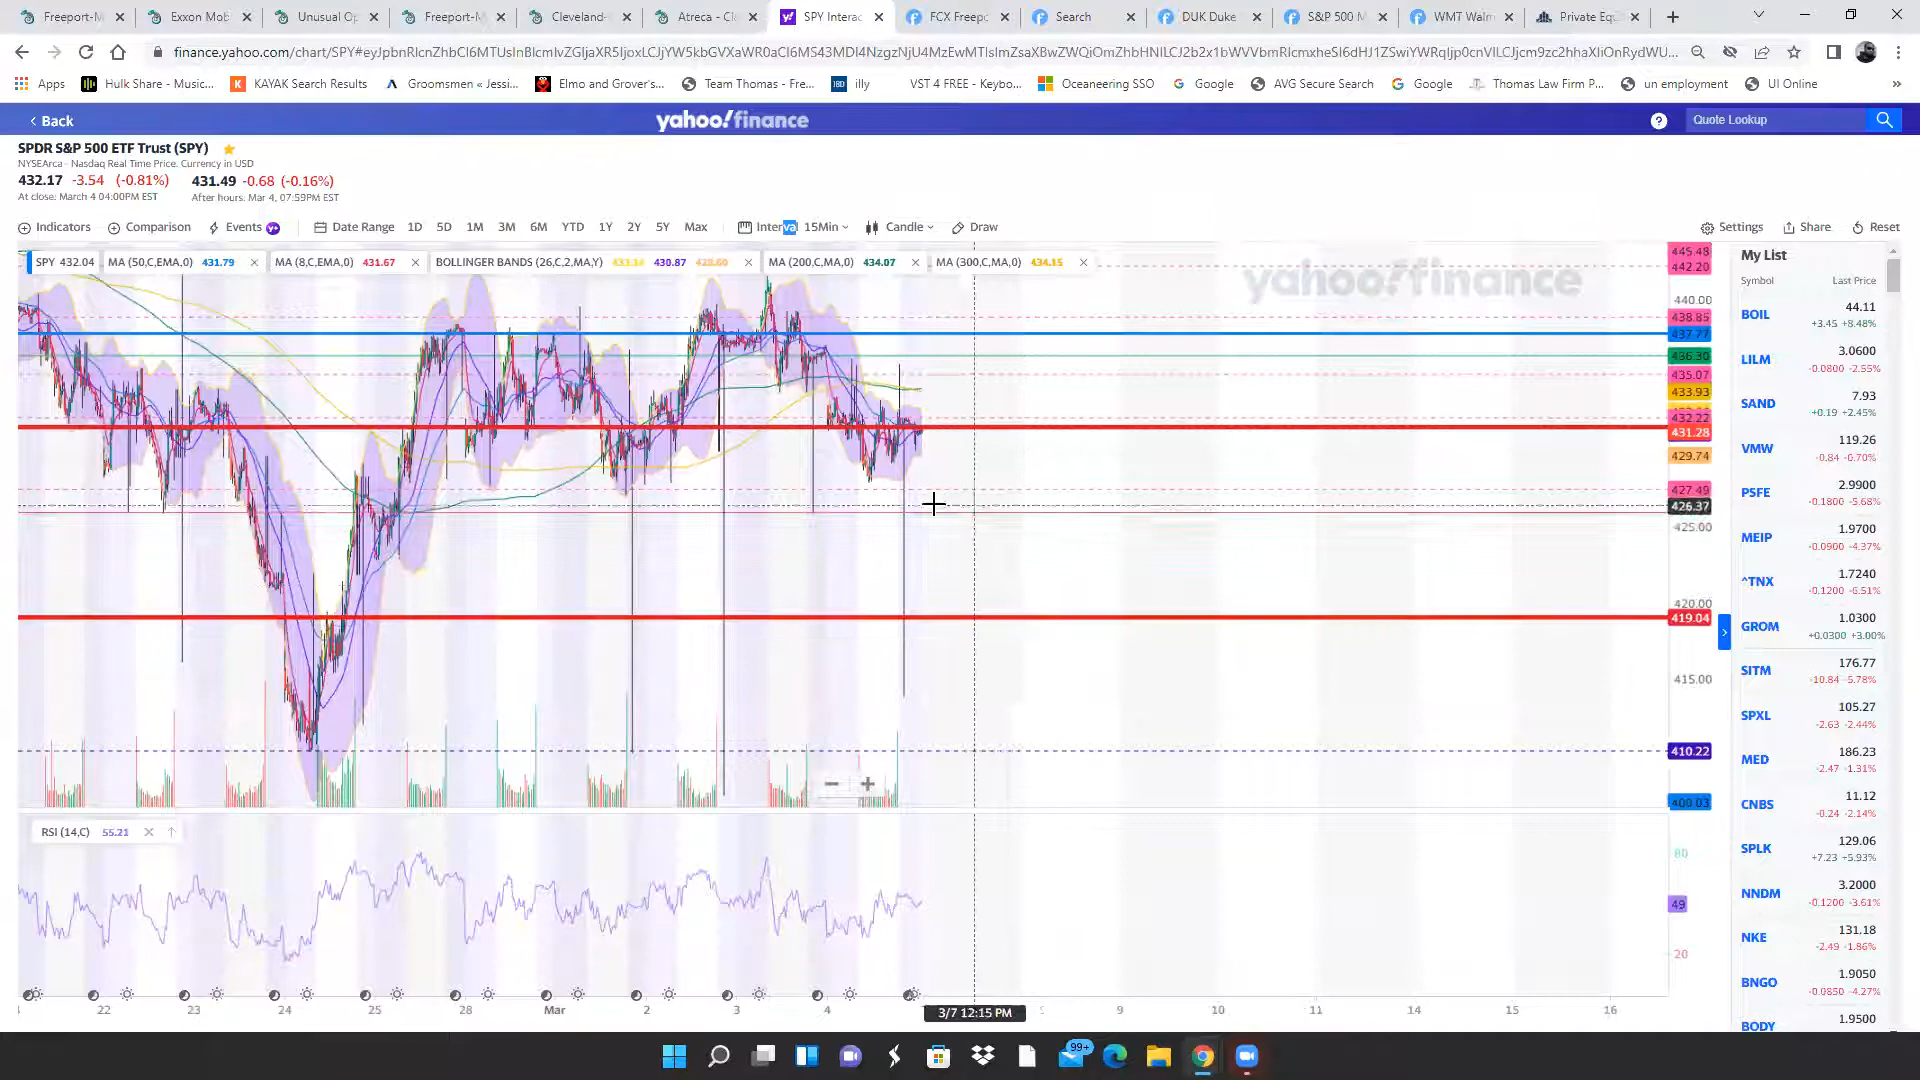 Freeport-M
Exxon Mob
Unusual Op
Freeport-M
Cleveland-
Atreca - Cl
SPY Interac
FCX Freepo
Search
DUK Duke
S&P 500 M
WMT Walm
Private Equ
Apps
Hulk Share - Music...
KAYAK Search Results
Groomsmen « Jessi...
Elmo and Grover's...
Team Thomas - Fre...
illy
VST 4 FREE - Keybo...
Oceaneering SSO
Google
AVG Secure Search
Google
Thomas Law Firm P...
un employment
UI Online
»
Back
yahoo!finance
Quote Lookup
SPDR S&P 500 ETF Trust (SPY)
NYSEArca - Nasdaq Real Time Price. Currency in USD
432.17 -3.54 (-0.81%) 431.49 -0.68 (-0.16%)
At close: March 4 04:00PM EST After hours: Mar 4, 07:59PM EST
Indicators Comparison Events Date Range 1D 5D 1M 3M 6M YTD 1Y 2Y 5Y Max Interval 15Min Candle Draw Settings Share Reset
SPY 432.04 MA (50,C,EMA,0) 431.79 MA (8,C,EMA,0) 431.67 BOLLINGER BANDS (26,C,2,MA,Y) 430.87 MA (200,C,MA,0) 434.07 MA (300,C,MA,0) 434.15
yahoo!finance
445.48
442.20
440.00
438.85
437.77
436.30
435.07
433.93
432.22
431.28
429.74
427.49
426.37
425.00
420.00
419.04
415.00
410.22
400.03
RSI (14,C) 55.21
80
49
20
22 23 24 25 28 Mar 2 3 4 3/7 12:15 PM 9 10 11 14 15 16
My List
Symbol Last Price
BOIL 44.11
+3.45 +8.48%
LILM 3.0600
-0.0800 -2.55%
SAND 7.93
+0.19 +2.45%
VMW 119.26
-0.84 -0.70%
PSFE 2.9900
-0.1800 -5.68%
MEIP 1.9700
-0.0900 -4.37%
^TNX 1.7240
-0.1200 -6.51%
GROM 1.0300
+0.0300 +3.00%
SITM 176.77
-10.84 -5.78%
SPXL 105.27
-2.63 -2.44%
MED 186.23
-2.47 -1.31%
CNBS 11.12
-0.24 -2.14%
SPLK 129.06
+7.23 +5.93%
NNDM 3.2000
-0.1200 -3.61%
NKE 131.18
-2.49 -1.86%
BNGO 1.9050
-0.0850 -4.27%
BODY 1.9500
99+